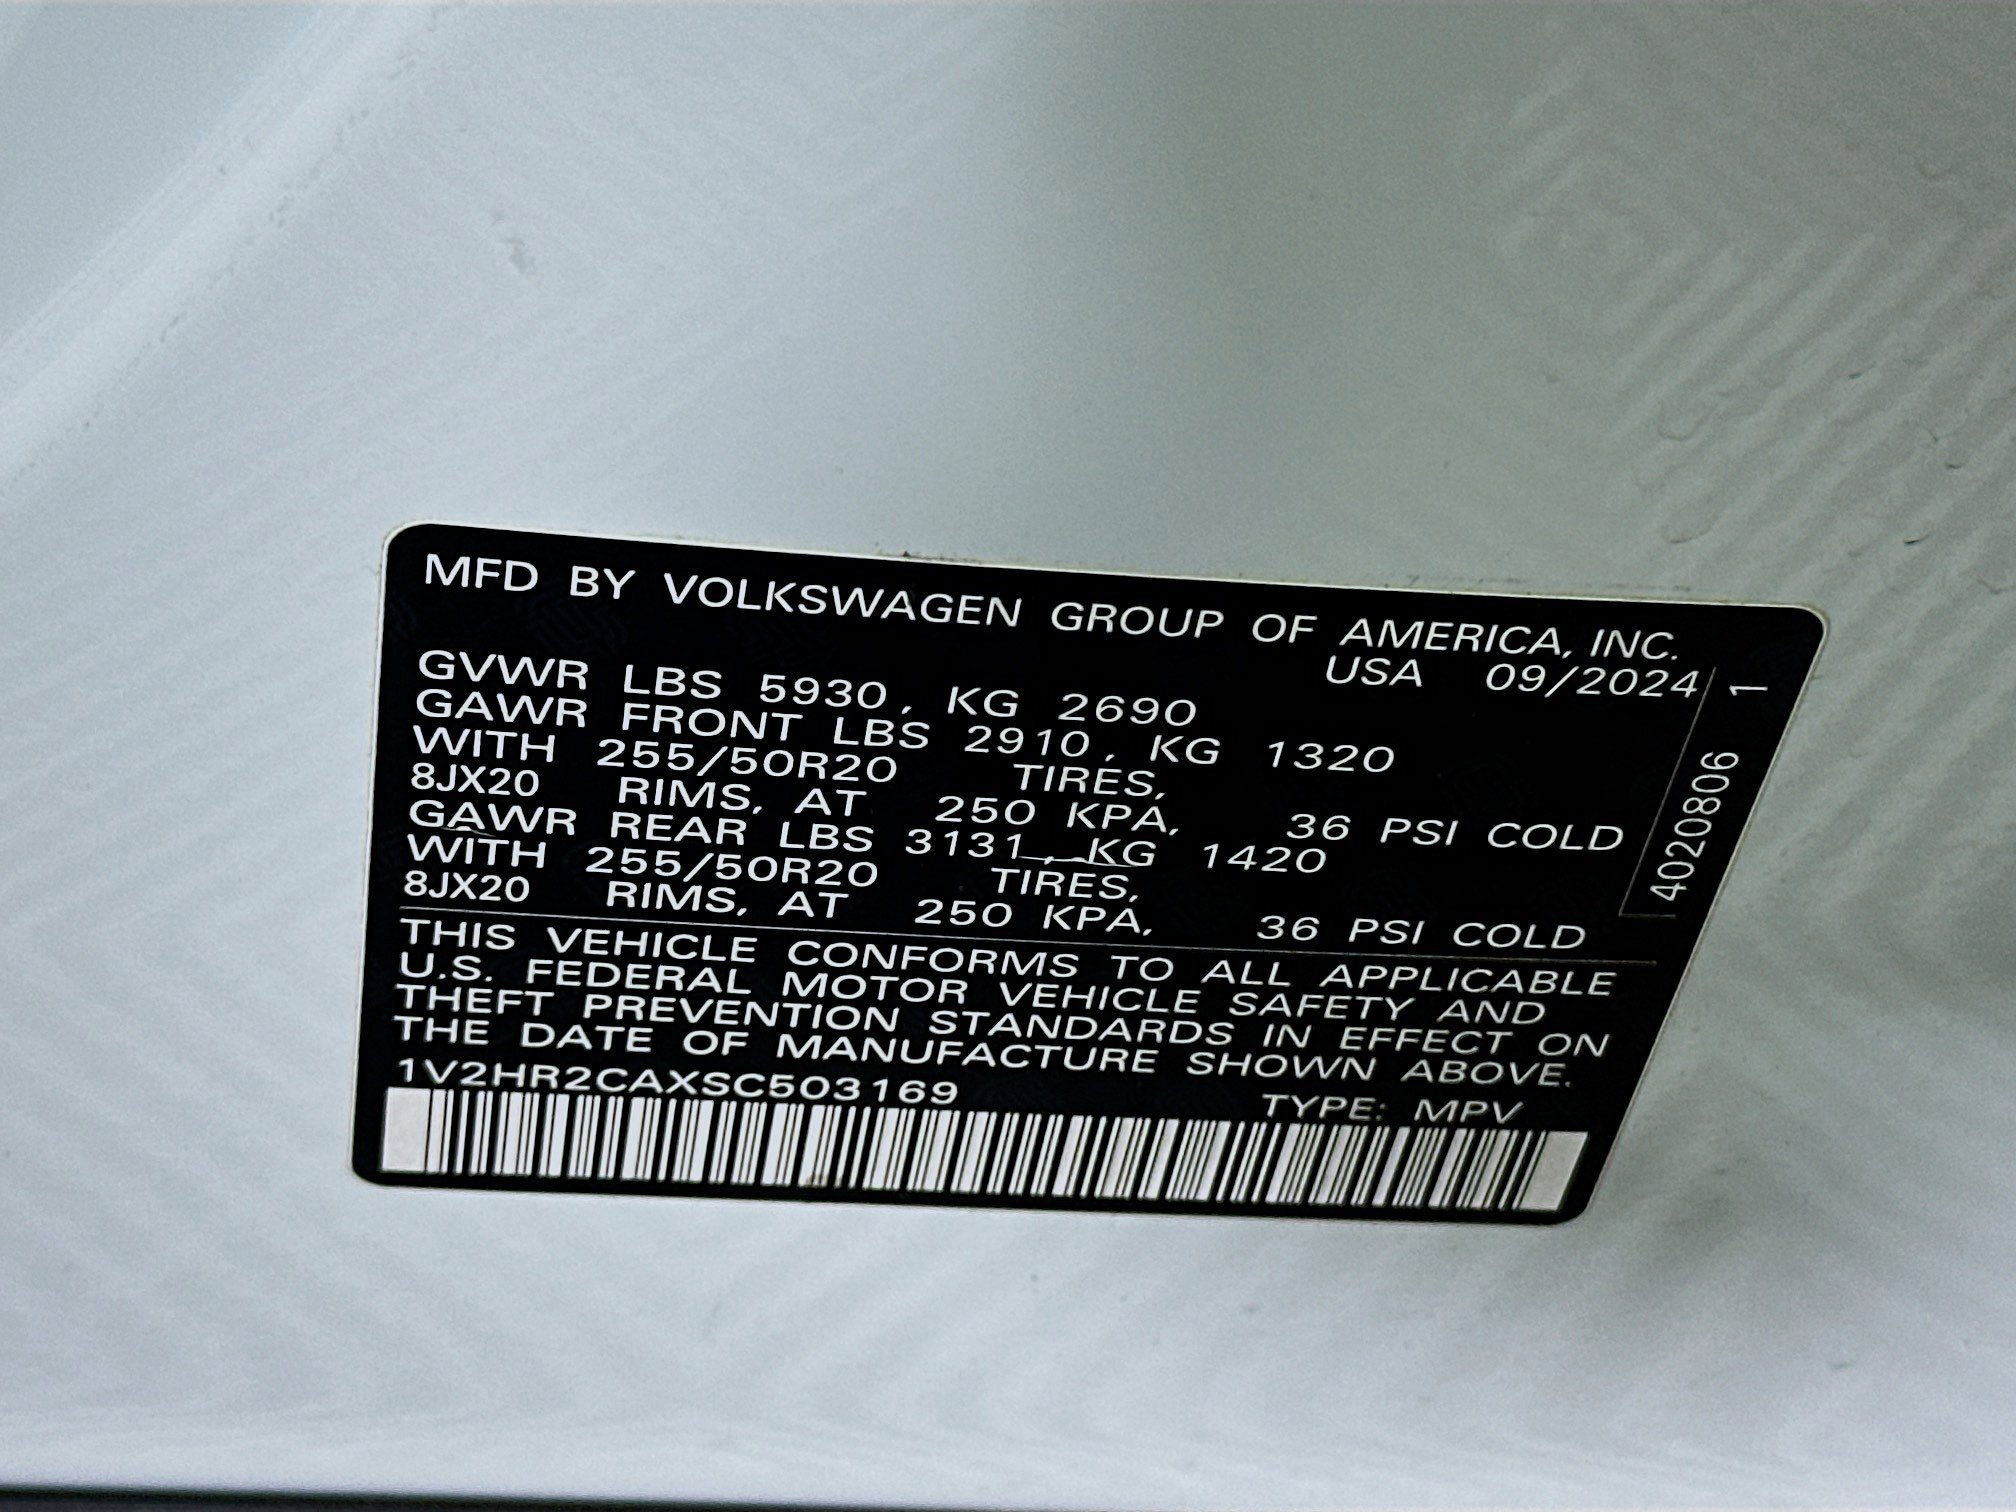 MFD BY VOLKSWAGEN GROUP OF AMERICA, INC.
USA 09/2024
GVWR LBS 5930, KG 2690
GAWR FRONT LBS 2910, KG 1320
WITH 255/50R20 TIRES,
8JX20 RIMS, AT 250 KPA, 36 PSI COLD
GAWR REAR LBS 3131, KG 1420
WITH 255/50R20 TIRES,
8JX20 RIMS, AT 250 KPA, 36 PSI COLD
THIS VEHICLE CONFORMS TO ALL APPLICABLE
U.S. FEDERAL MOTOR VEHICLE SAFETY AND
THEFT PREVENTION STANDARDS IN EFFECT ON
THE DATE OF MANUFACTURE SHOWN ABOVE.
1V2HR2CAXSC503169
TYPE: MPV
4020806 1